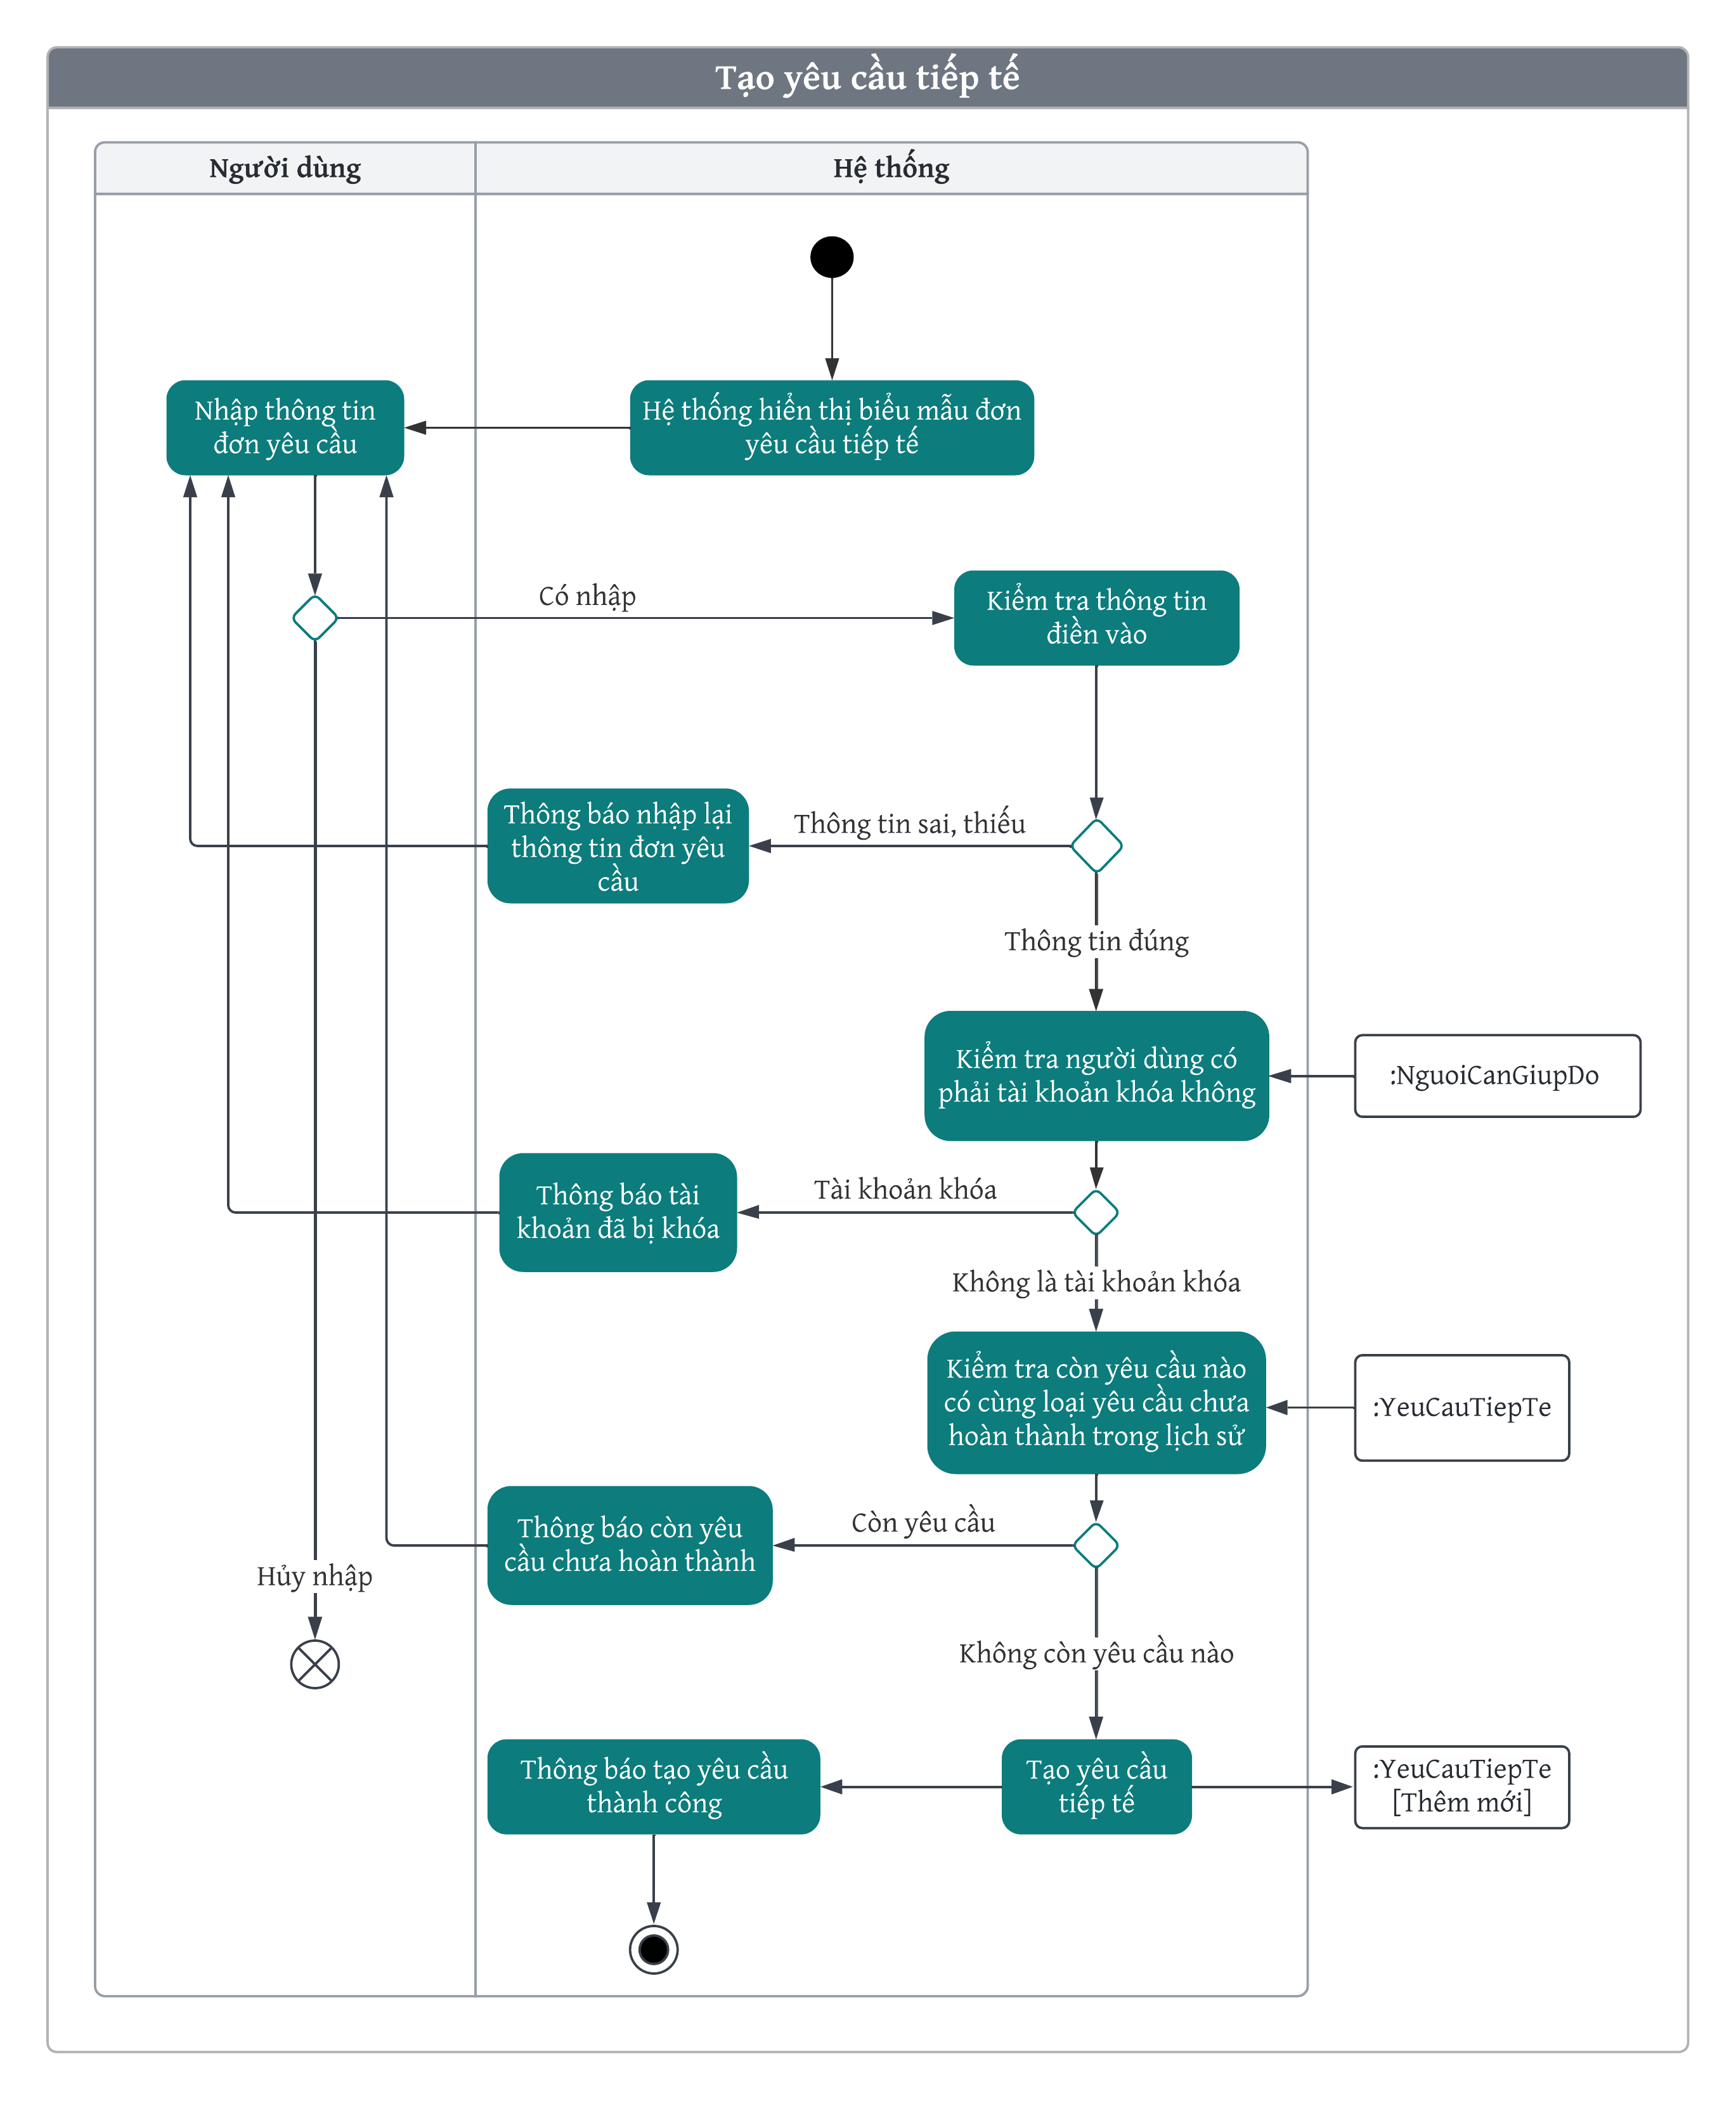 Tạo yêu cầu tiếp tế
Người dùng
Hệ thống
Nhập thông tin
đơn yêu cầu
Hệ thống hiển thị biểu mẫu đơn
yêu cầu tiếp tế
Có nhập
Kiểm tra thông tin
điền vào
Thông báo nhập lại
thông tin đơn yêu
cầu
Thông tin sai, thiếu
Thông tin đúng
Kiểm tra người dùng có
phải tài khoản khóa không
:NguoiCanGiupDo
Thông báo tài
khoản đã bị khóa
Tài khoản khóa
Không là tài khoản khóa
Kiểm tra còn yêu cầu nào
có cùng loại yêu cầu chưa
hoàn thành trong lịch sử
:YeuCauTiepTe
Thông báo còn yêu
cầu chưa hoàn thành
Còn yêu cầu
Hủy nhập
Không còn yêu cầu nào
Thông báo tạo yêu cầu
thành công
Tạo yêu cầu
tiếp tế
:YeuCauTiepTe
[Thêm mới]